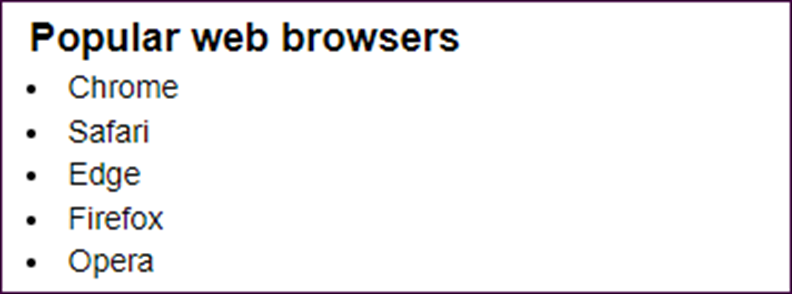 Popular web browsers
• Chrome
• Safari
• Edge
• Firefox
• Opera